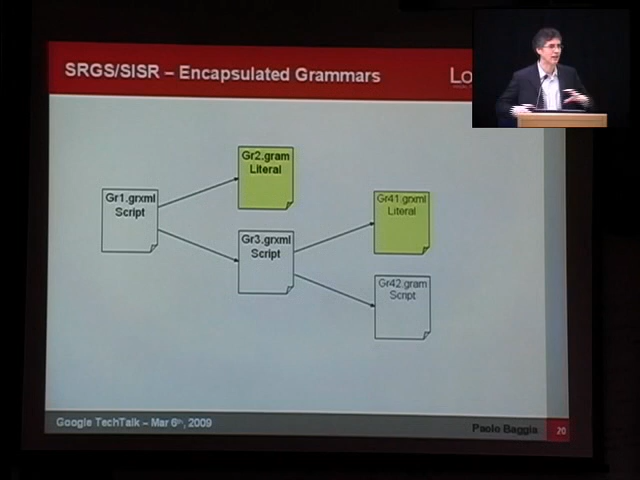 SRGS/SISR – Encapsulated Grammars
Lo
Gr2.gram
Literal
Gr1.grxml
Script
Gr41.grxml
Literal
Gr3.grxml
Script
Gr42.gram
Script
Google TechTalk – Mar 6th, 2009
Paolo Baggia
20